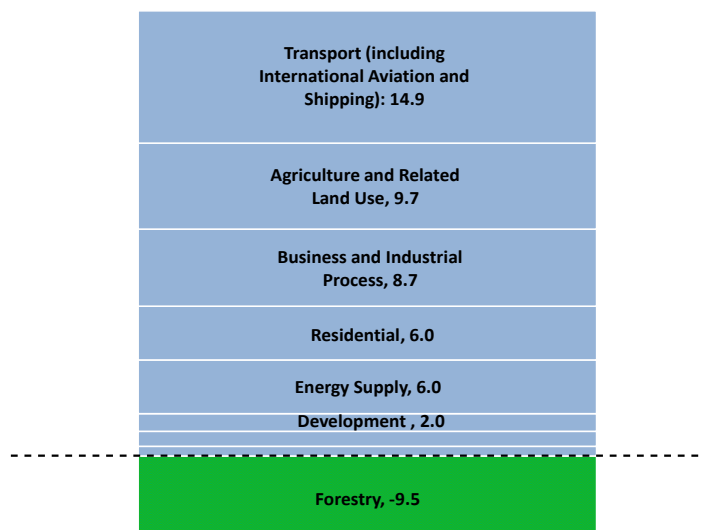 Transport (including
International Aviation and
Shipping): 14.9
Agriculture and Related
Land Use, 9.7
Business and Industrial
Process, 8.7
Residential, 6.0
Energy Supply, 6.0
Development , 2.0
Forestry, -9.5